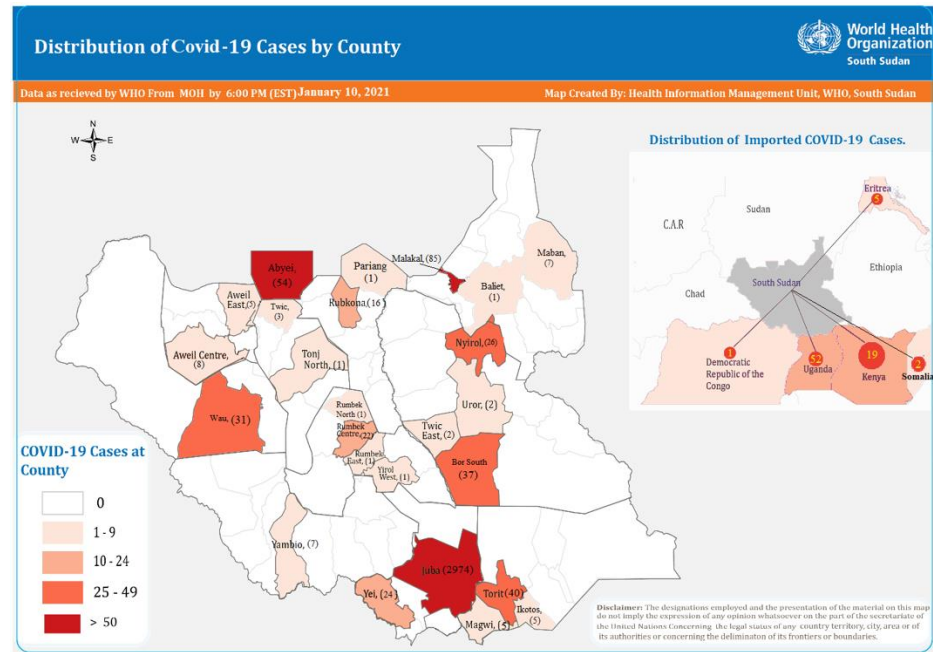 Distribution of Covid-19 Cases by County
World Health
Organization
South Sudan
Data as recieved by WHO From MOH by 6:00 PM (EST) January 10, 2021
Map Created By: Health Information Management Unit, WHO, South Sudan
N
W E
S
Distribution of Imported COVID-19 Cases.
Eritrea
5
Sudan
C.A.R
Ethiopia
South Sudan
Chad
1
Democratic
Republic of the
Congo
52
Uganda
19
Kenya
2
Somalia
Abyei,
(54)
Pariang
(1)
Malakal, (85)
Maban,
(7)
Baliet,
(1)
Aweil
East,
Twic,
(3)
Rubkona (16)
Nyirol, (26)
Aweil Centre,
(8)
Tonj
North, (1)
Wau, (31)
Rumbek
North (1)
Rumbek
Centre, (22)
Rumbek
East, (1)
Yirol
West, (1)
Uror, (2)
Twic
East, (2)
Bor South
(37)
Yambio, (7)
Juba (2974)
Yei, (24)
Torit (40)
Ikotos,
(5)
Magwi, (5)
COVID-19 Cases at
County
0
1 - 9
10 - 24
25 - 49
> 50
Disclaimer: The designations employed and the presentation of the material on this map
do not imply the expression of any opinion whatsoever on the part of the secretariate of
the United Nations Concerning the legal status of any country territory, city, area or of
its authorities or concerning the deliminaton of its frontiers or boundaries.